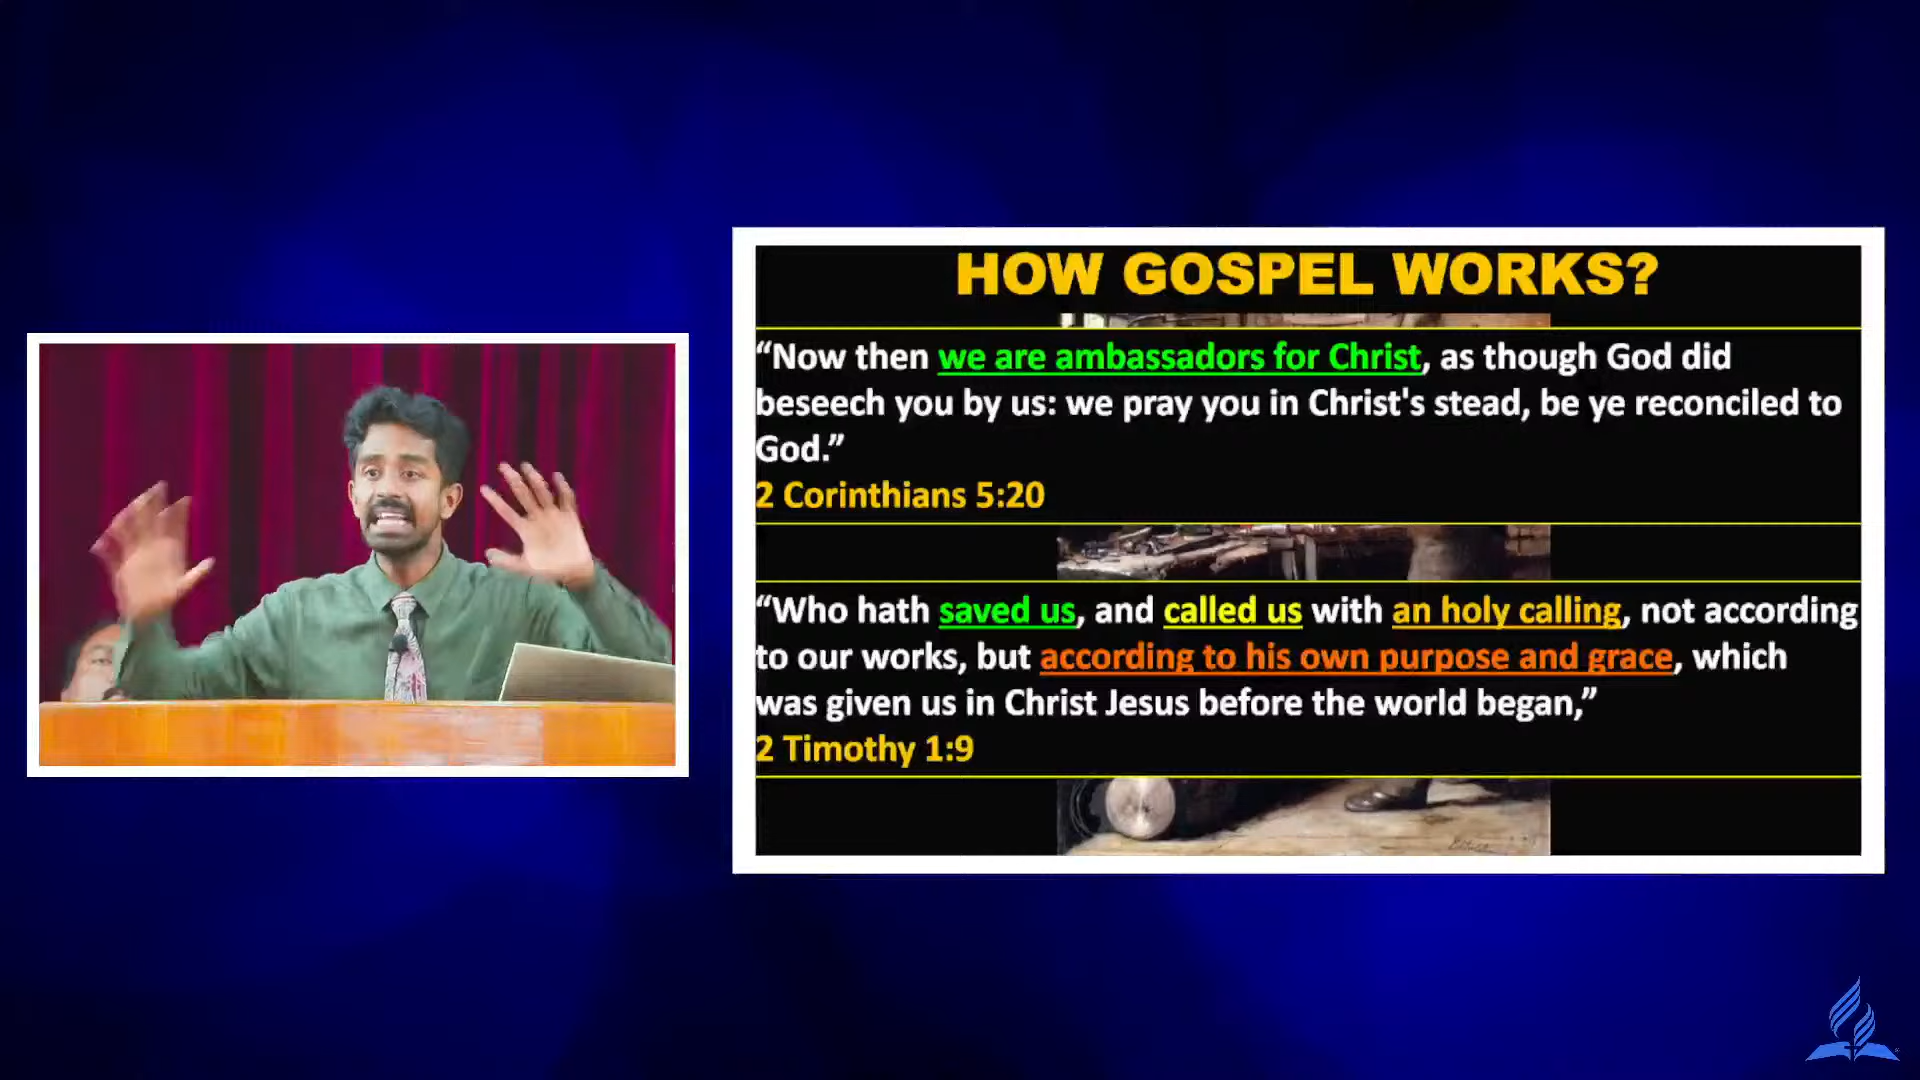 HOW GOSPEL WORKS?
“Now then we are ambassadors for Christ, as though God did
beseech you by us: we pray you in Christ's stead, be ye reconciled to
God.”
2 Corinthians 5:20
“Who hath saved us, and called us with an holy calling, not according
to our works, but according to his own purpose and grace, which
was given us in Christ Jesus before the world began,”
2 Timothy 1:9